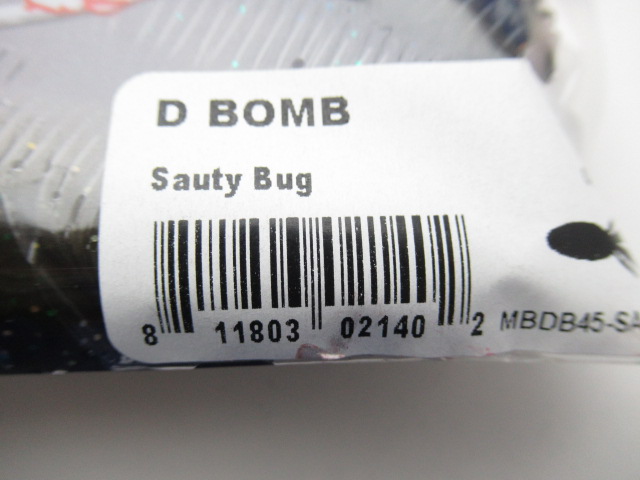 D BOMB
Sauty Bug
8 11803 02140 2 MBDB45-SA